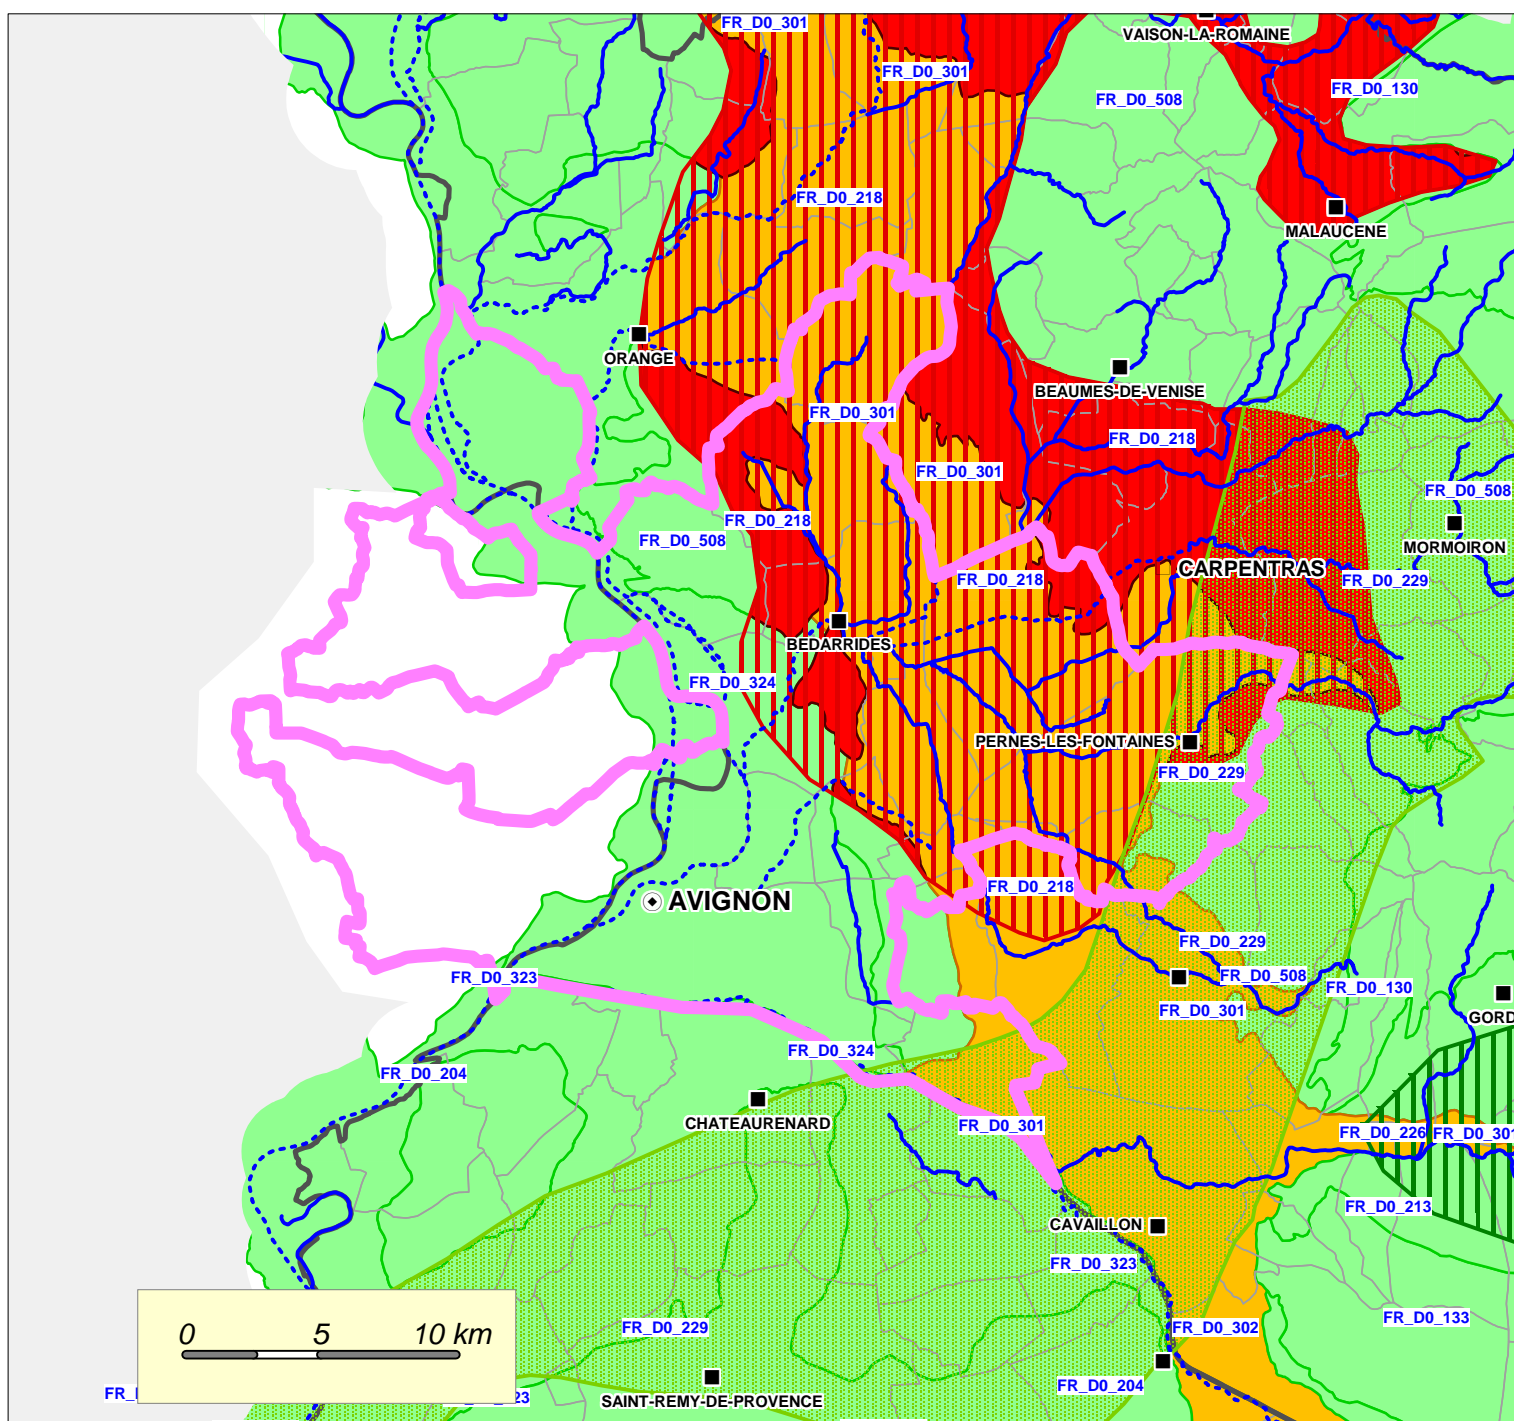 FR_D0_301
VAISON-LA-ROMAINE
FR_D0_301
FR_D0_130
FR_D0_508
FR_D0_218
MALAUCENE
ORANGE
BEAUMES-DE-VENISE
FR_D0_301
FR_D0_218
FR_D0_301
FR_D0_508
FR_D0_218
FR_D0_508
MORMOIRON
CARPENTRAS
FR_D0_218
FR_D0_229
BEDARRIDES
FR_D0_324
PERNES-LES-FONTAINES
FR_D0_229
FR_D0_218
AVIGNON
FR_D0_229
FR_D0_323
FR_D0_508
FR_D0_130
FR_D0_301
GORD
FR_D0_324
FR_D0_204
CHATEAURENARD
FR_D0_301
FR_D0_226
FR_D0_301
FR_D0_213
CAVAILLON
FR_D0_323
FR_D0_133
FR_D0_229
FR_D0_302
0 5 10 km
FR_D0_204
FR_
23
SAINT-REMY-DE-PROVENCE